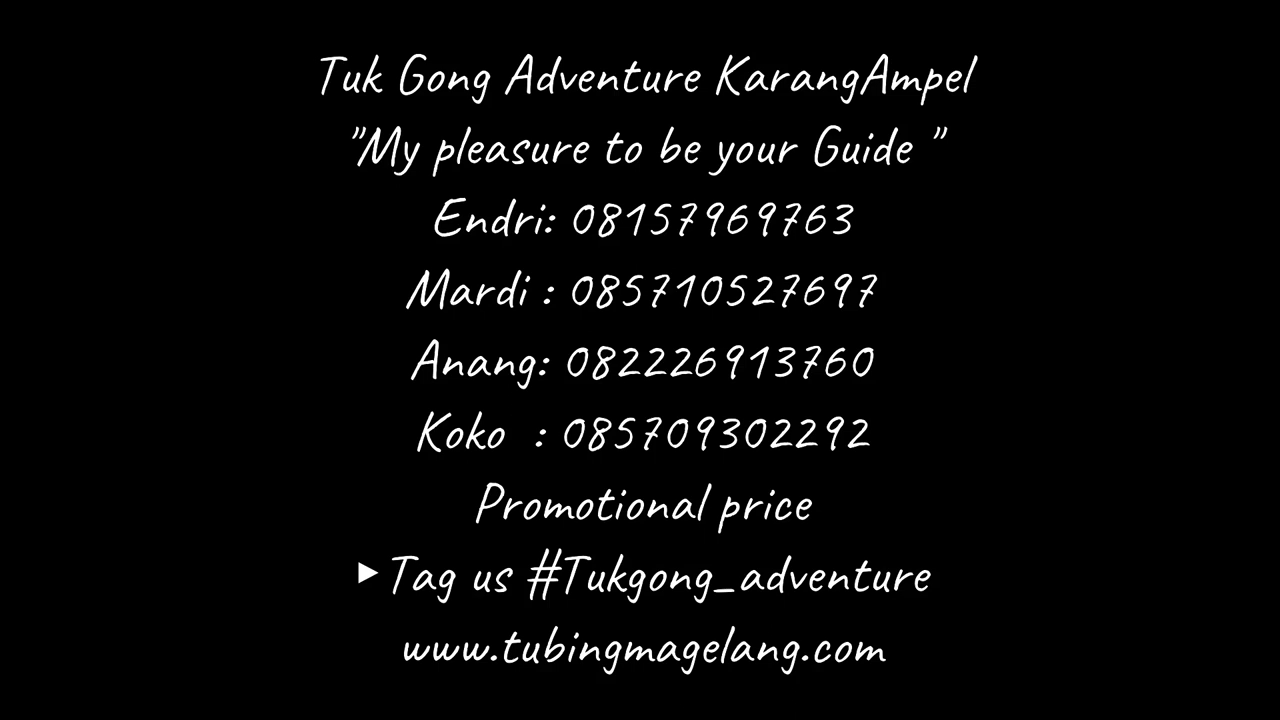 Tuk Gong Adventure KarangAmpel
"My pleasure to be your Guide "
Endri: 08157969763
Mardi : 085710527697
Anang: 082226913760
Koko  : 085709302292
Promotional price
▶Tag us #Tukgong_adventure
www.tubingmagelang.com